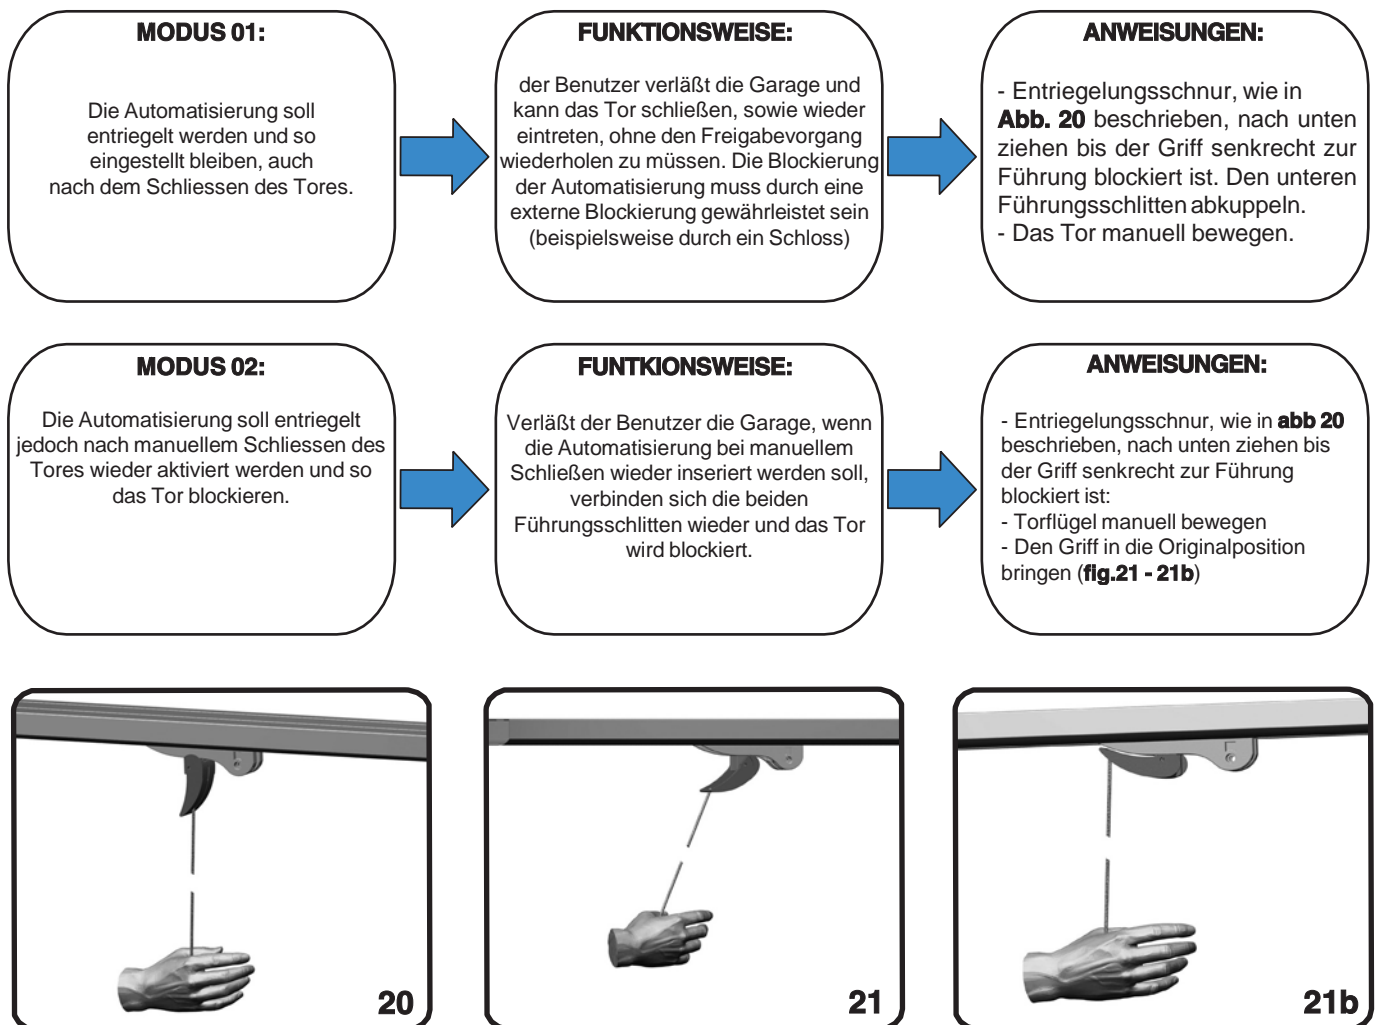 MODUS 01:
Die Automatisierung soll
entriegelt werden und so
eingestellt bleiben, auch
nach dem Schliessen des Tores.
FUNKTIONSWEISE:
der Benutzer verläßt die Garage und
kann das Tor schließen, sowie wieder
eintreten, ohne den Freigabevorgang
wiederholen zu müssen. Die Blockierung
der Automatisierung muss durch eine
externe Blockierung gewährleistet sein
(beispielsweise durch ein Schloss)
ANWEISUNGEN:
- Entriegelungsschnur, wie in
Abb. 20 beschrieben, nach unten
ziehen bis der Griff senkrecht zur
Führung blockiert ist. Den unteren
Führungsschlitten abkuppeln.
- Das Tor manuell bewegen.
MODUS 02:
Die Automatisierung soll entriegelt
jedoch nach manuellem Schliessen des
Tores wieder aktiviert werden und so
das Tor blockieren.
FUNTKIONSWEISE:
Verläßt der Benutzer die Garage, wenn
die Automatisierung bei manuellem
Schließen wieder inseriert werden soll,
verbinden sich die beiden
Führungsschlitten wieder und das Tor
wird blockiert.
ANWEISUNGEN:
- Entriegelungsschnur, wie in abb 20
beschrieben, nach unten ziehen bis
der Griff senkrecht zur Führung
blockiert ist:
- Torflügel manuell bewegen
- Den Griff in die Originalposition
bringen (fig.21 - 21b)
20
21
21b